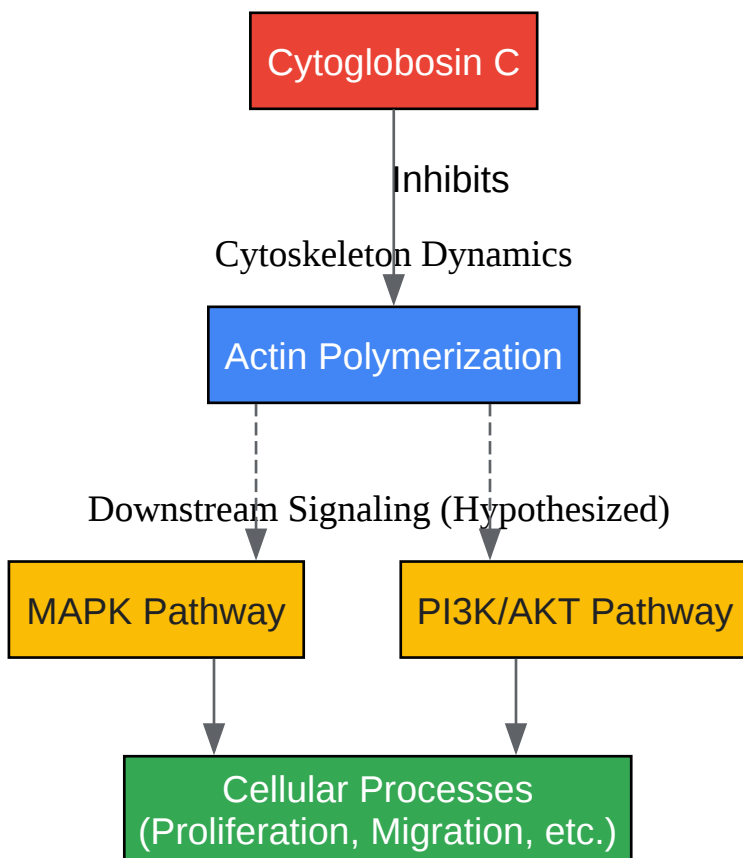 Cytoglobosin C
Inhibits
Cytoskeleton Dynamics
Actin Polymerization
Downstream Signaling (Hypothesized)
MAPK Pathway
PI3K/AKT Pathway
Cellular Processes
(Proliferation, Migration, etc.)